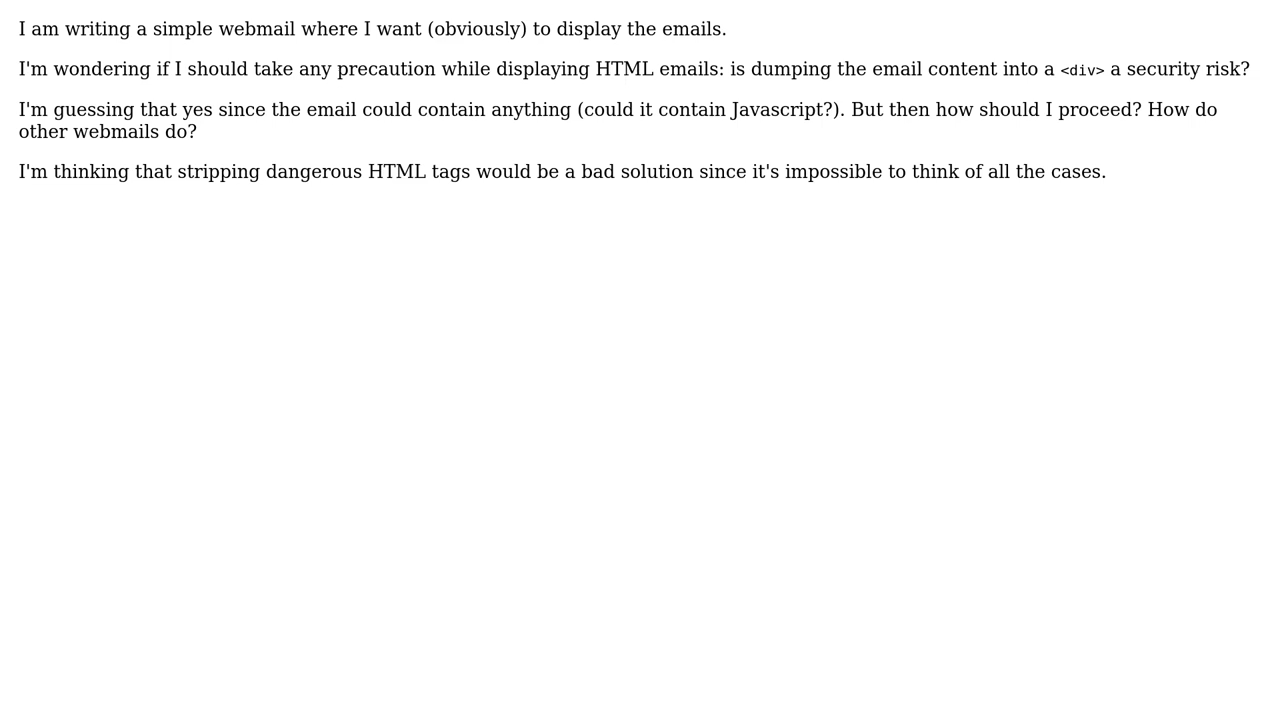 I am writing a simple webmail where I want (obviously) to display the emails.
I'm wondering if I should take any precaution while displaying HTML emails: is dumping the email content into a <div> a security risk?
I'm guessing that yes since the email could contain anything (could it contain Javascript?). But then how should I proceed? How do
other webmails do?
I'm thinking that stripping dangerous HTML tags would be a bad solution since it's impossible to think of all the cases.